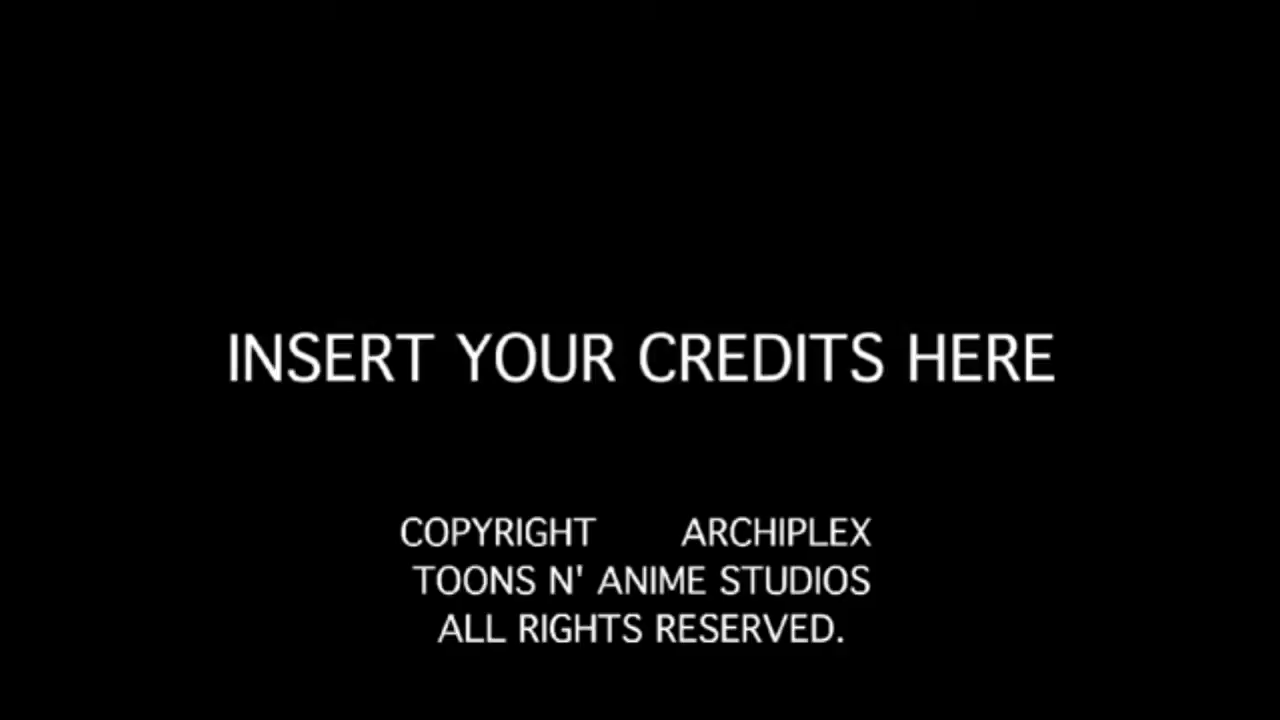 INSERT YOUR CREDITS HERE
COPYRIGHT ARCHIPLEX
TOONS N' ANIME STUDIOS
ALL RIGHTS RESERVED.